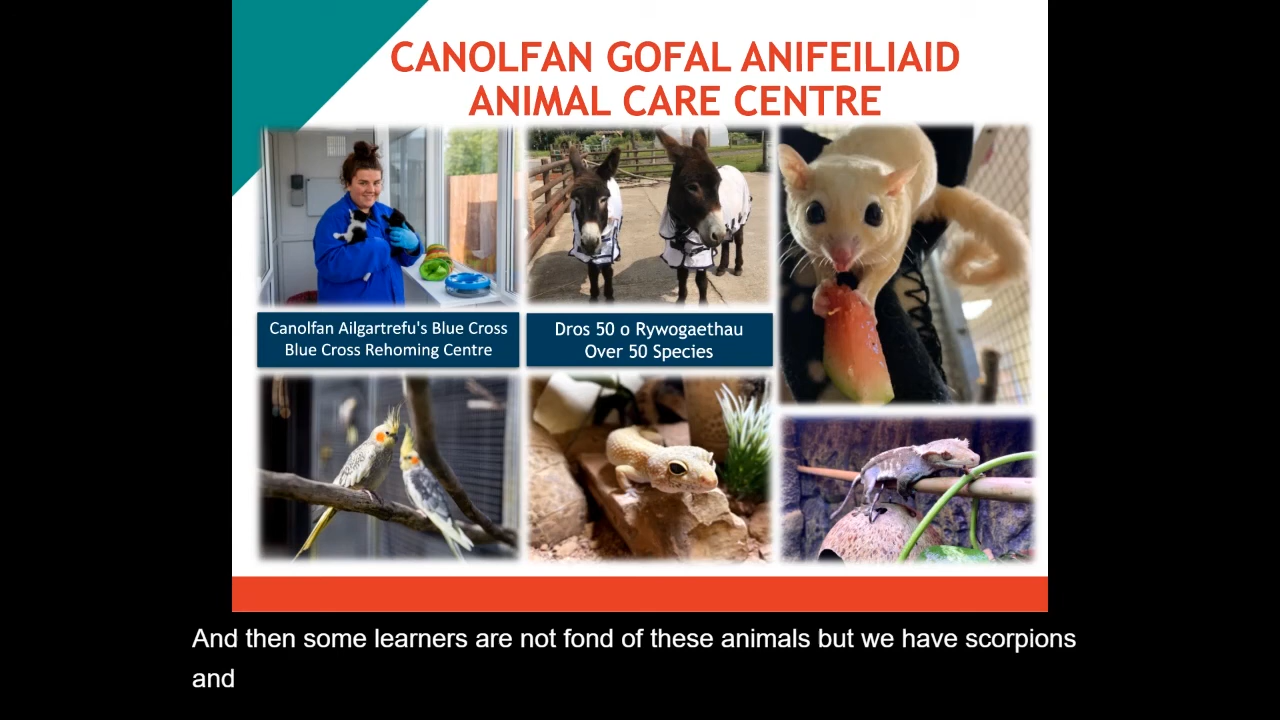 CANOLFAN GOFAL ANIFEILIAID
ANIMAL CARE CENTRE
Canolfan Ailgartrefu's Blue Cross
Blue Cross Rehoming Centre
Dros 50 o Rywogaethau
Over 50 Species
And then some learners are not fond of these animals but we have scorpions
and